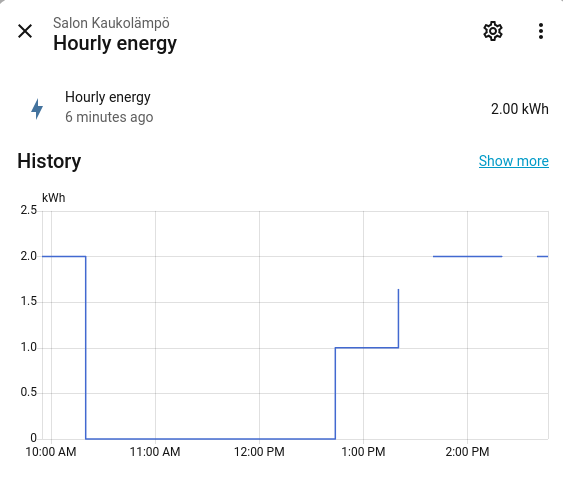 Salon Kaukolämpö
Hourly energy
Hourly energy
6 minutes ago
2.00 kWh
History
Show more
kWh
2.5
2.0
1.5
1.0
0.5
0
10:00 AM 11:00 AM 12:00 PM 1:00 PM 2:00 PM